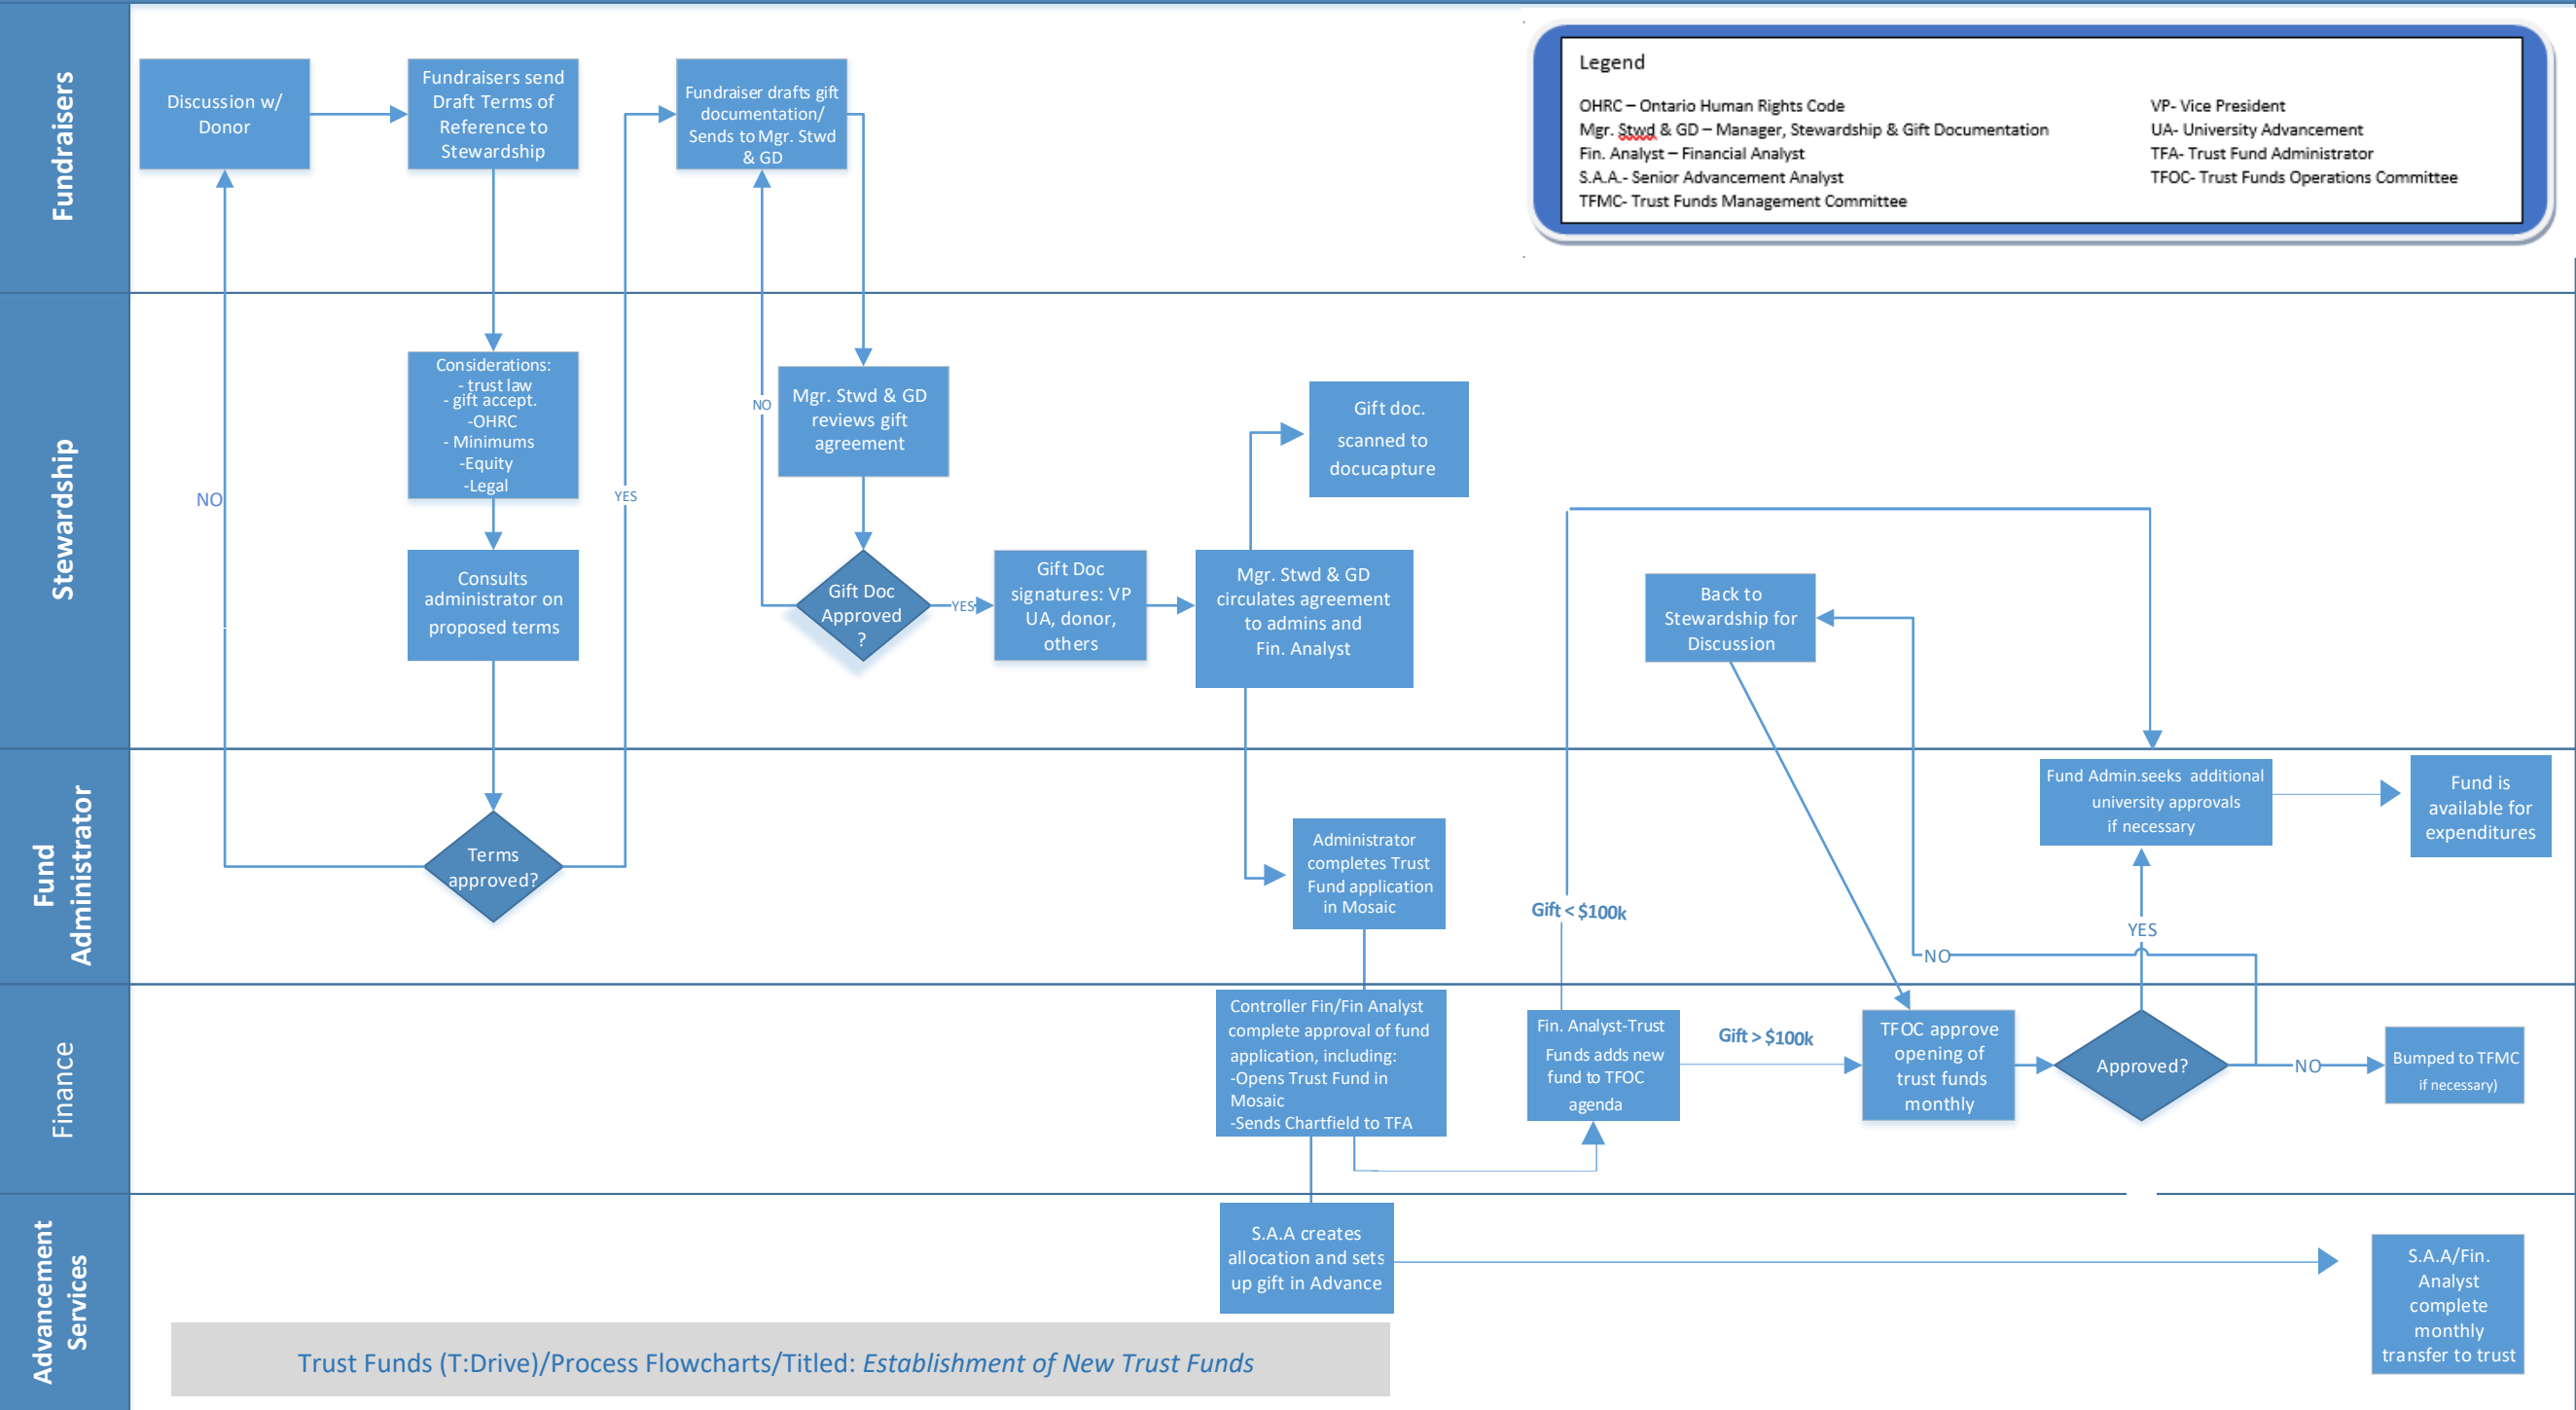 Fundraisers
Discussion w/
Donor
Fundraisers send
Draft Terms of
Reference to
Stewardship
Fundraiser drafts gift
documentation/
Sends to Mgr. Stwd
& GD
Legend
OHRC – Ontario Human Rights Code
Mgr. Stwd & GD – Manager, Stewardship & Gift Documentation
Fin. Analyst – Financial Analyst
S.A.A.- Senior Advancement Analyst
TFMC- Trust Funds Management Committee
VP- Vice President
UA- University Advancement
TFA- Trust Fund Administrator
TFOC- Trust Funds Operations Committee
Stewardship
NO
Considerations:
- trust law
- gift accept.
-OHRC
- Minimums
-Equity
-Legal
Consults
administrator on
proposed terms
YES
NO
Mgr. Stwd & GD
reviews gift
agreement
Gift Doc
Approved
?
YES
Gift Doc
signatures: VP
UA, donor,
others
Mgr. Stwd & GD
circulates agreement
to admins and
Fin. Analyst
Gift doc.
scanned to
docucapture
Back to
Stewardship for
Discussion
Fund
Administrator
Terms
approved?
Administrator
completes Trust
Fund application
in Mosaic
Gift < $100k
Fund Admin.seeks additional
university approvals
if necessary
Fund is
available for
expenditures
YES
NO
Finance
Controller Fin/Fin Analyst
complete approval of fund
application, including:
-Opens Trust Fund in
Mosaic
-Sends Chartfield to TFA
Fin. Analyst-Trust
Funds adds new
fund to TFOC
agenda
Gift > $100k
TFOC approve
opening of
trust funds
monthly
Approved?
NO
Bumped to TFMC
if necessary)
Advancement
Services
S.A.A creates
allocation and sets
up gift in Advance
S.A.A/Fin.
Analyst
complete
monthly
transfer to trust
Trust Funds (T:Drive)/Process Flowcharts/Titled: Establishment of New Trust Funds